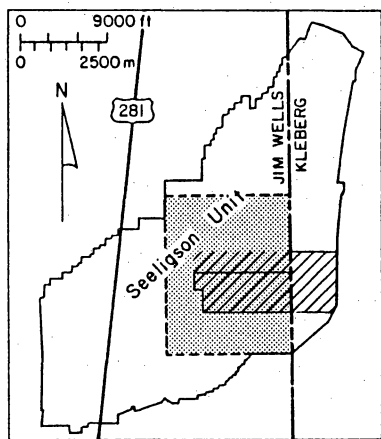 0 9000 ft
0 2500 m
N
281
JIM WELLS
KLEBERG
Seeligson Unit